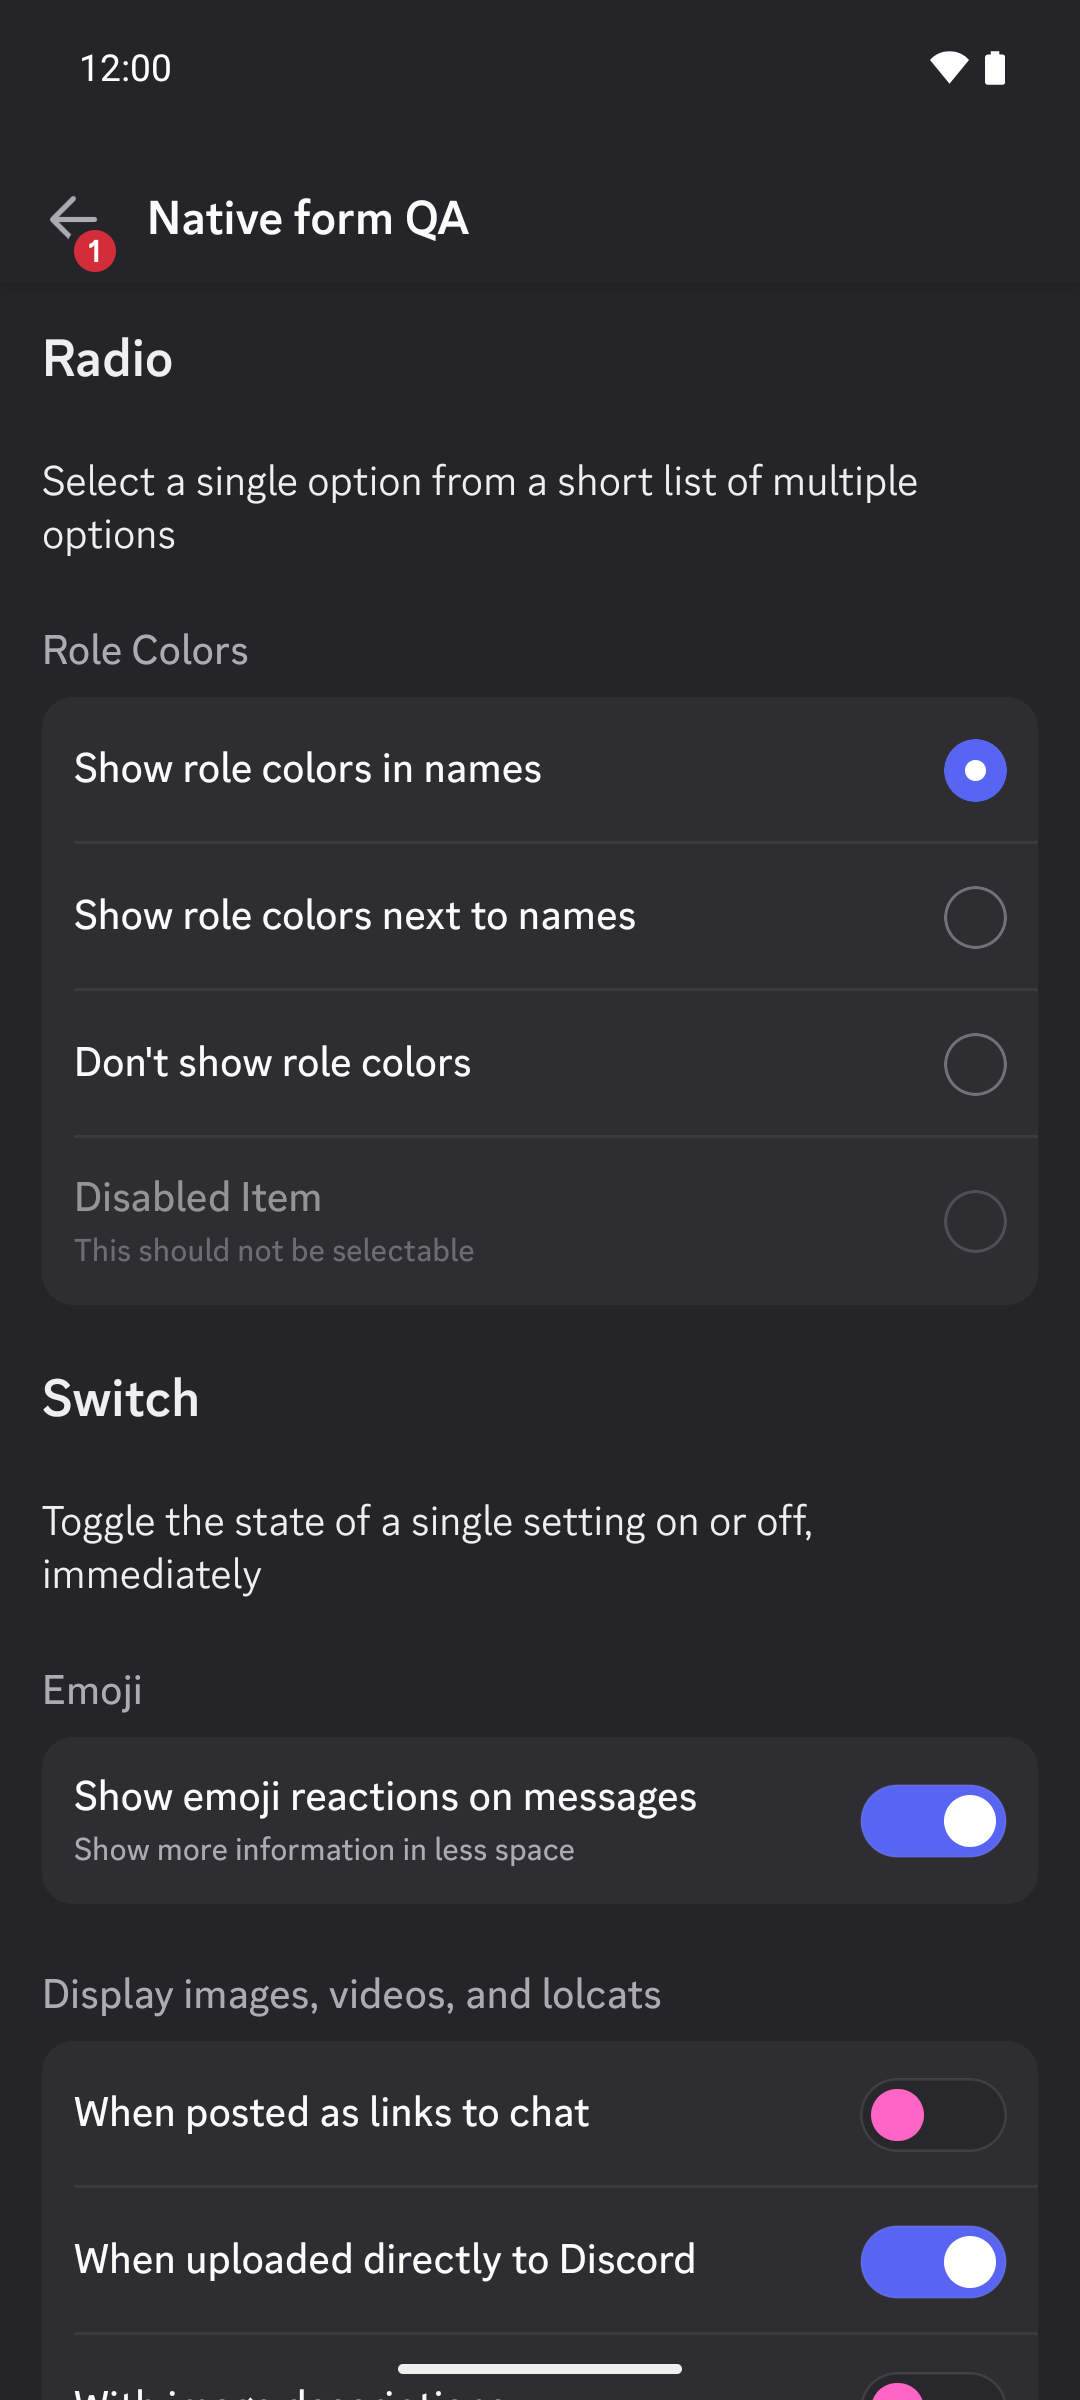 12:00
1
Native form QA
Radio
Select a single option from a short list of multiple
options
Role Colors
Show role colors in names
Show role colors next to names
Don't show role colors
Disabled Item
This should not be selectable
Switch
Toggle the state of a single setting on or off,
immediately
Emoji
Show emoji reactions on messages
Show more information in less space
Display images, videos, and lolcats
When posted as links to chat
When uploaded directly to Discord
With image descriptions